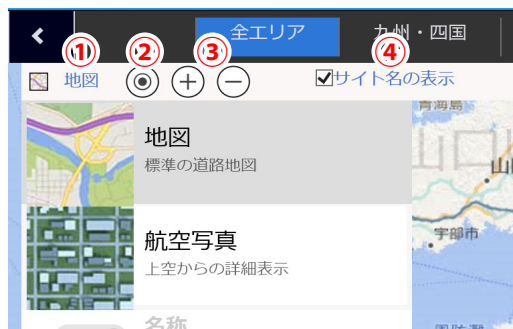 全エリア
九州・四国
① ② ③ ④
地図
サイト名の表示
青海島
地図
標準の道路地図
山
航空写真
上空からの詳細表示
宇部市
名称